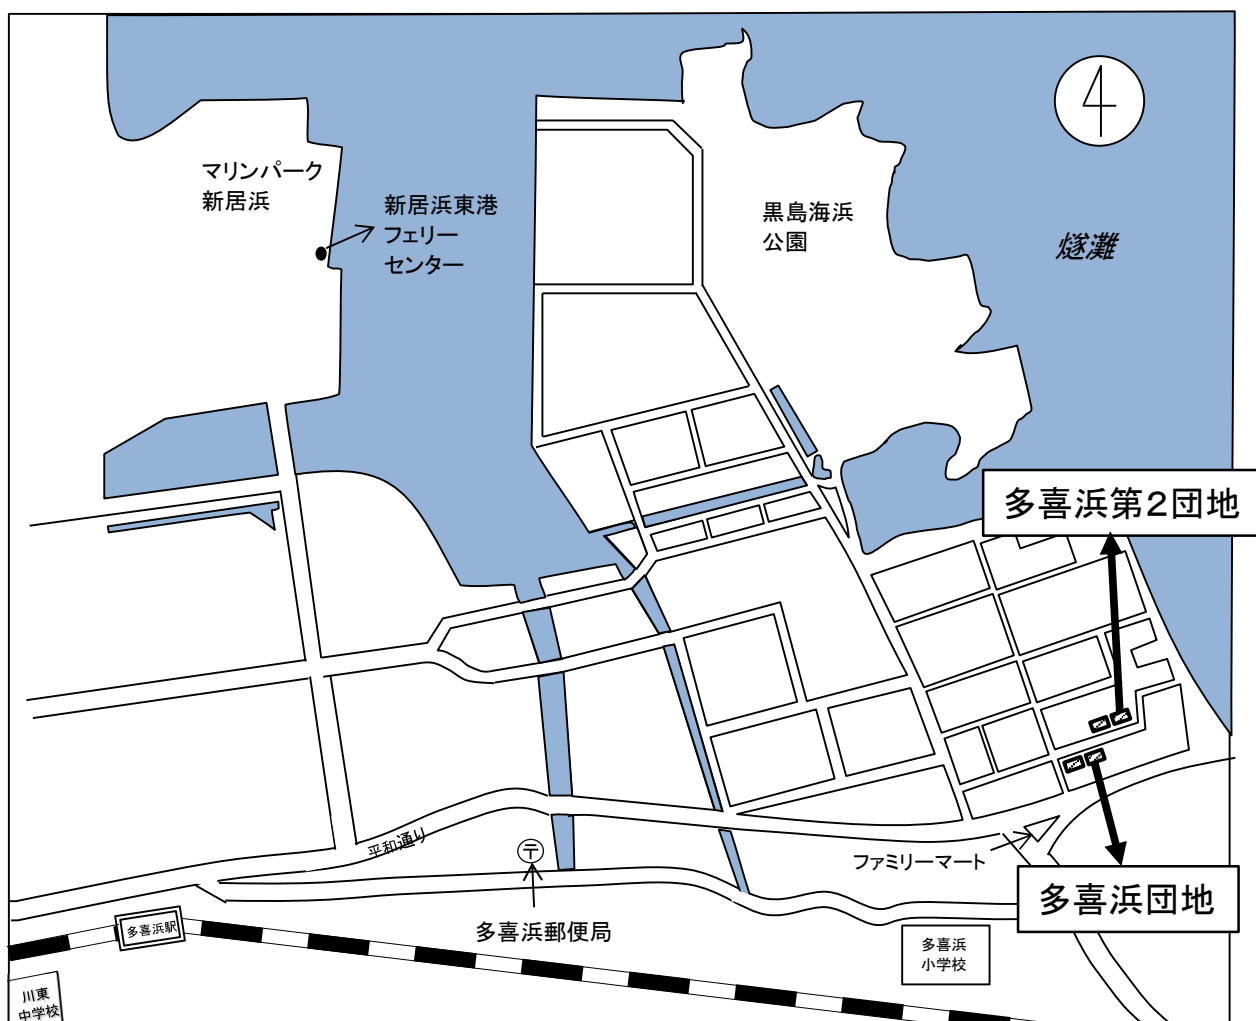 マリンパーク
新居浜
新居浜東港
フェリー
センター
黒島海浜
公園
燧灘
多喜浜第2団地
平和通り
〒
ファミリーマート
多喜浜団地
多喜浜駅
多喜浜郵便局
多喜浜
小学校
川東
中学校